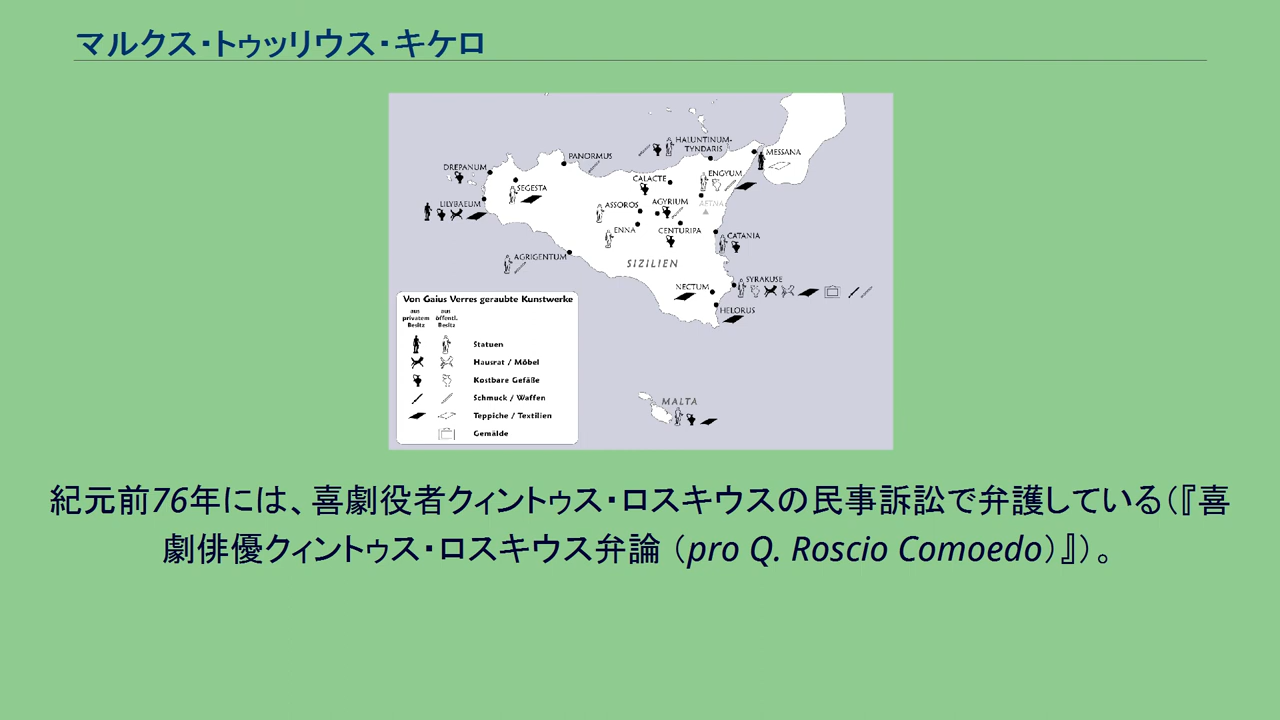 マルクス・トゥッリウス・キケロ
HALUNTINUM-
TYNDARIS
MESSANA
PANORMUS
DREPANUM
SEGESTA
CALACTE
ENGYUM
LILYBAEUM
ASSOROS
AGYRIUM
AETNA
ENNA
CENTURIPA
CATANIA
AGRIGENTUM
SIZILIEN
SYRAKUSE
NECTUM
HELORUS
MALTA
Von Gaius Verres geraubte Kunstwerke
aus privatem Besitz
aus öffentl. Besitz
Statuen
Hausrat / Möbel
Kostbare Gefäße
Schmuck / Waffen
Teppiche / Textilien
Gemälde
紀元前76年には、喜劇役者クィントゥス・ロスキウスの民事訴訟で弁護している（『喜
劇俳優クィントゥス・ロスキウス弁論（pro Q. Roscio Comoedo）』）。